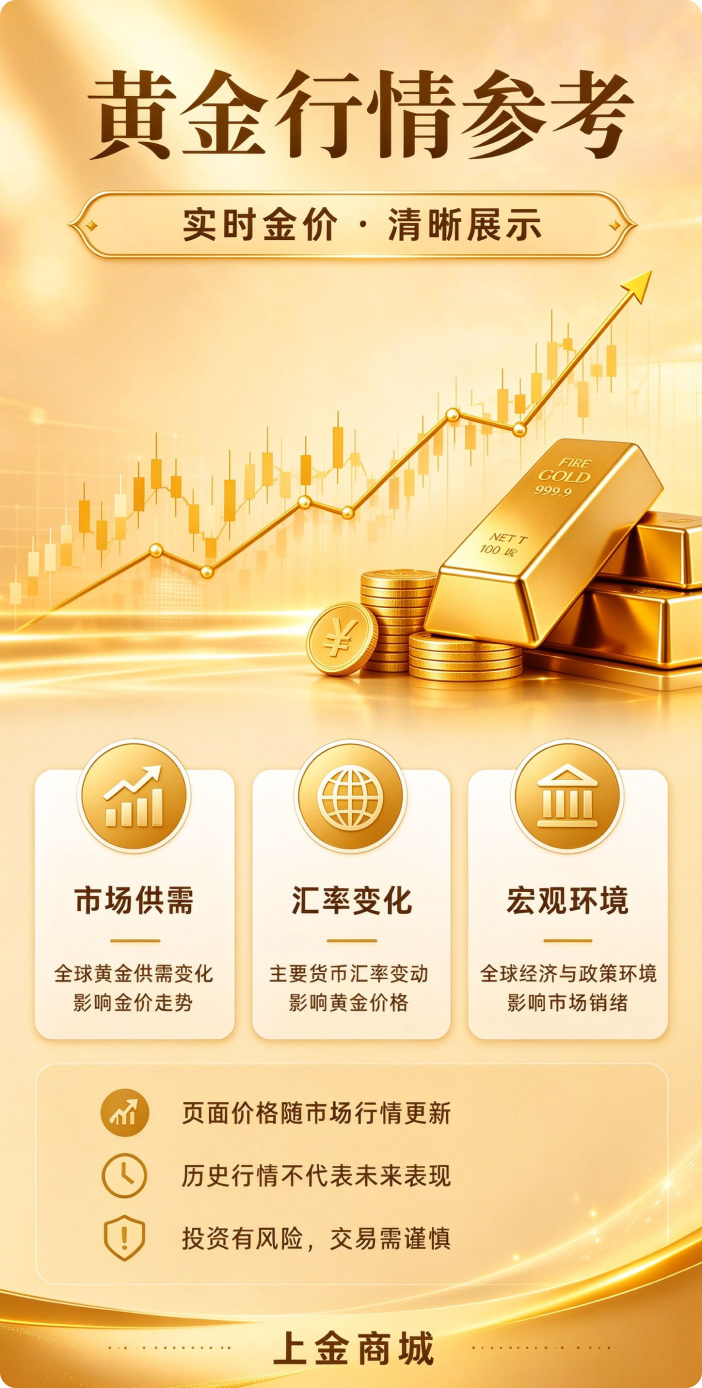 黄金行情参考
实时金价 · 清晰展示
FIRE
GOLD
999.9
NET T
100
¥
市场供需
全球黄金供需变化
影响金价走势
汇率变化
主要货币汇率变动
影响黄金价格
宏观环境
全球经济与政策环境
影响市场销绪
页面价格随市场行情更新
历史行情不代表未来表现
投资有风险，交易需谨慎
上金商城